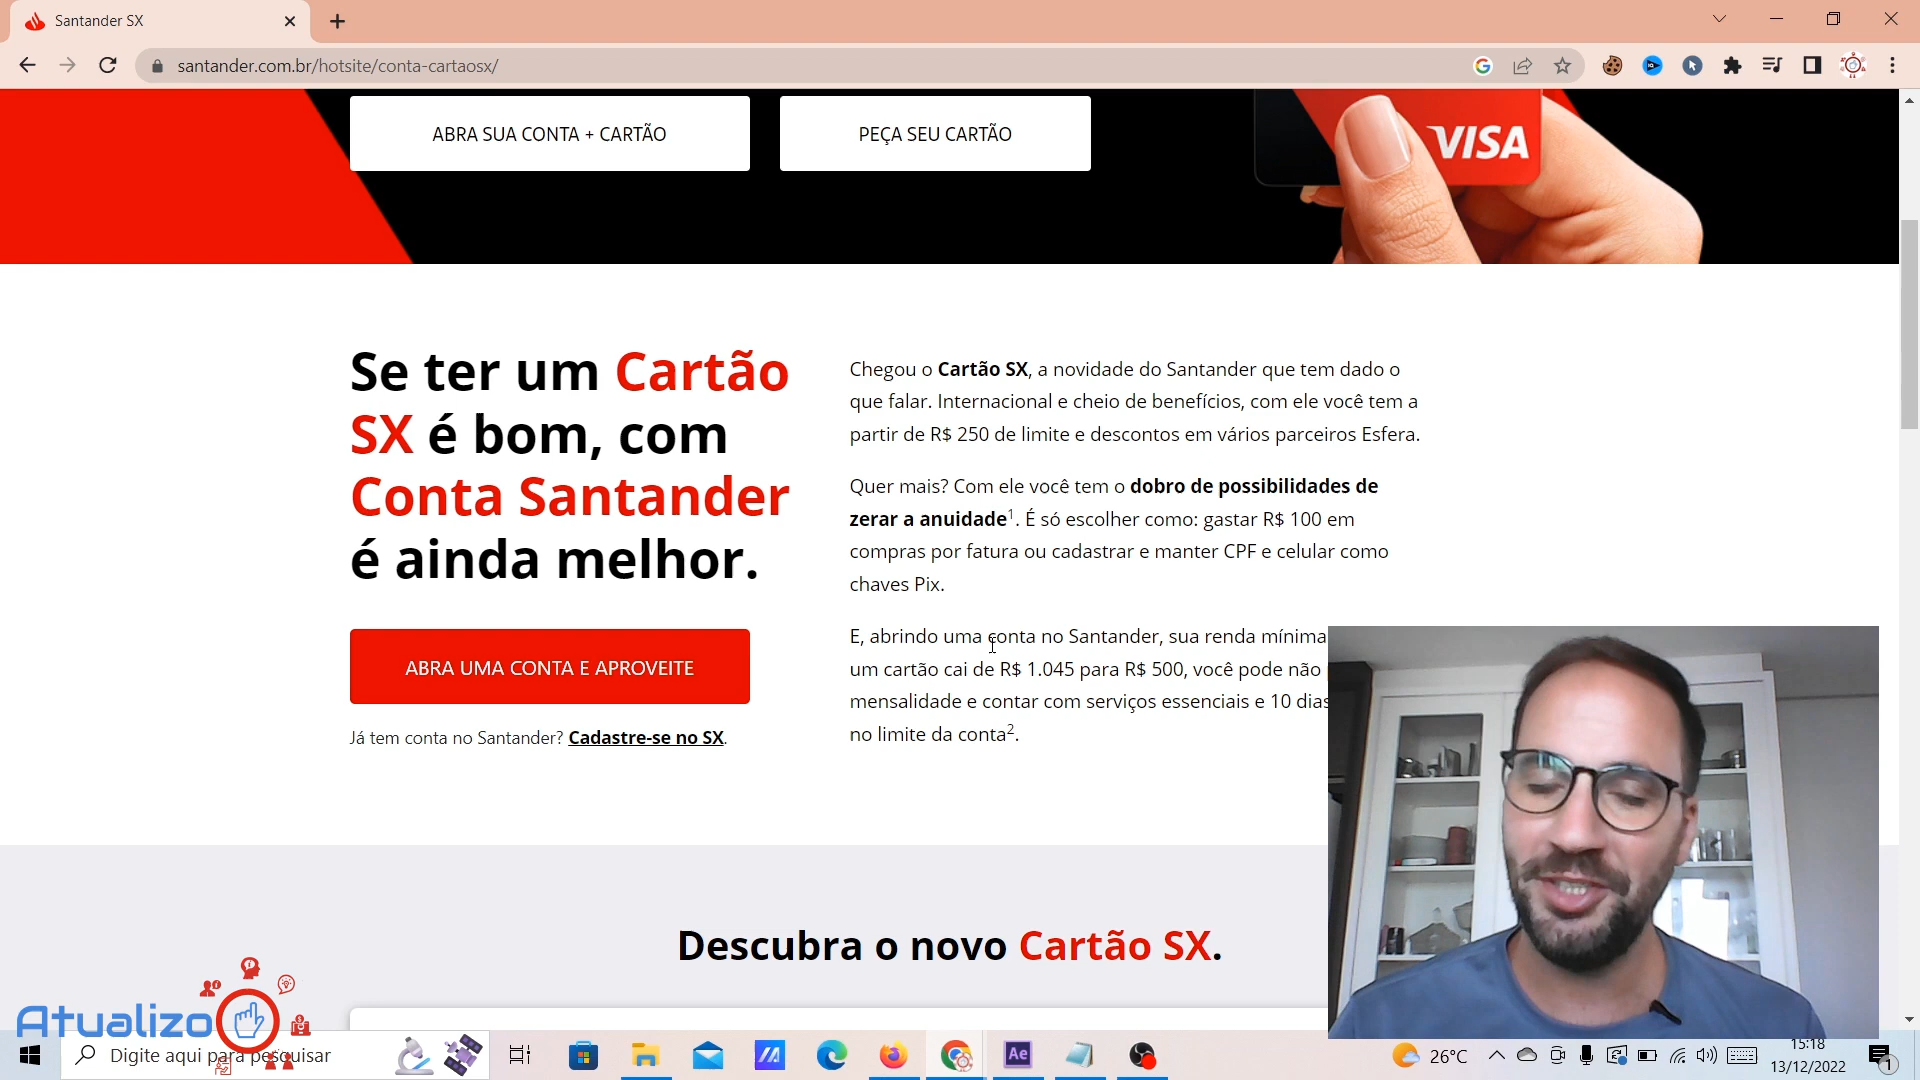 Santander SX
santander.com.br/hotsite/conta-cartaosx/
ABRA SUA CONTA + CARTÃO
PEÇA SEU CARTÃO
VISA
Se ter um Cartão
SX é bom, com
Conta Santander
é ainda melhor.
ABRA UMA CONTA E APROVEITE
Já tem conta no Santander? Cadastre-se no SX.
Chegou o Cartão SX, a novidade do Santander que tem dado o
que falar. Internacional e cheio de benefícios, com ele você tem a
partir de R$ 250 de limite e descontos em vários parceiros Esfera.
Quer mais? Com ele você tem o dobro de possibilidades de
zerar a anuidade¹. É só escolher como: gastar R$ 100 em
compras por fatura ou cadastrar e manter CPF e celular como
chaves Pix.
E, abrindo uma conta no Santander, sua renda mínima
um cartão cai de R$ 1.045 para R$ 500, você pode não
mensalidade e contar com serviços essenciais e 10 dias
no limite da conta².
Descubra o novo Cartão SX.
Atualizo
Digite aqui para pesquisar
Ae
26°C
15:18
13/12/2022
1